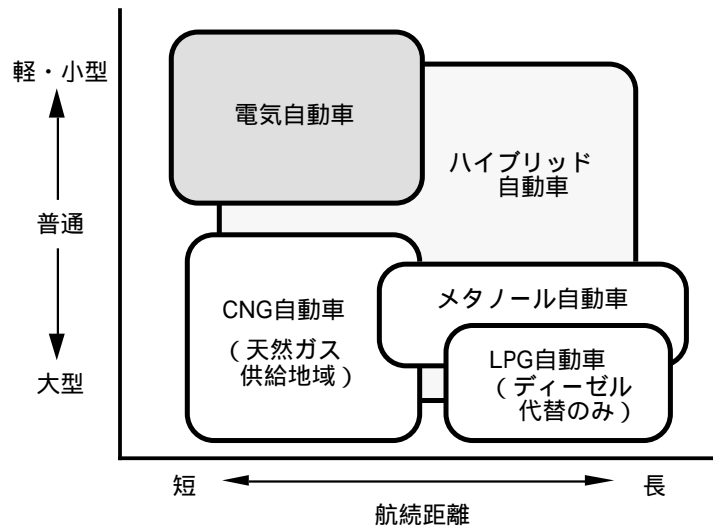 軽・小型
普通
大型
電気自動車
ハイブリッド
自動車
CNG自動車
(天然ガス
供給地域)
メタノール自動車
LPG自動車
(ディーゼル
代替のみ)
短
長
航続距離